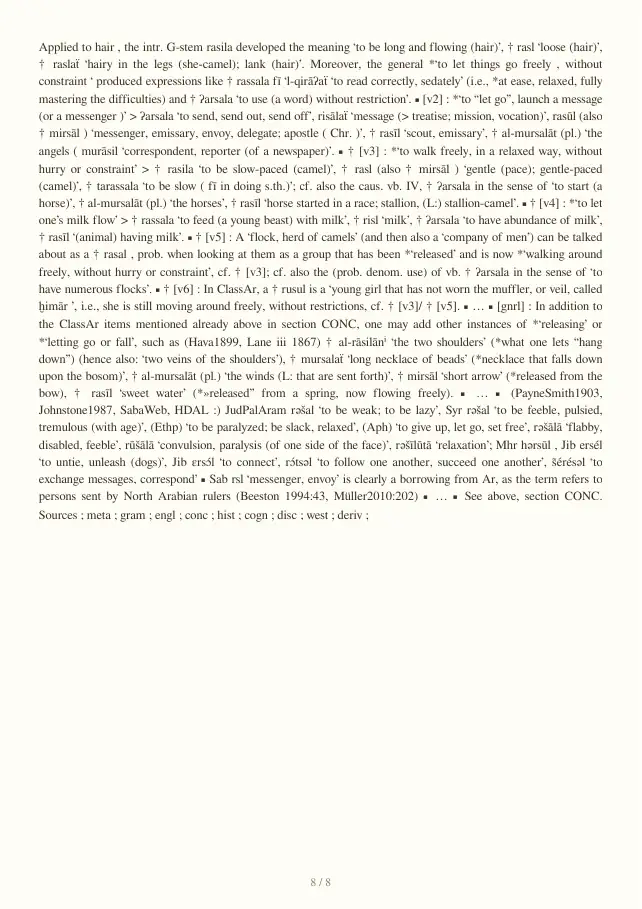 Applied to hair , the intr. G-stem rasila developed the meaning ‘to be long and flowing (hair)’, † rasl ‘loose (hair)’,
† raslaẗ ‘hairy in the legs (she-camel); lank (hair)’. Moreover, the general *‘to let things go freely , without
constraint ‘ produced expressions like † rassala fī ‘l-qirāʔaẗ ‘to read correctly, sedately’ (i.e., *at ease, relaxed, fully
mastering the difficulties) and † ʔarsala ‘to use (a word) without restriction’. ▪ [v2] : *‘to “let go”, launch a message
(or a messenger )’ > ʔarsala ‘to send, send out, send off’, risālaẗ ‘message (> treatise; mission, vocation)’, rasūl (also
† mirsāl ) ‘messenger, emissary, envoy, delegate; apostle ( Chr. )’, † rasīl ‘scout, emissary’, † al-mursalāt (pl.) ‘the
angels ( murāsil ‘correspondent, reporter (of a newspaper)’. ▪ † [v3] : *‘to walk freely, in a relaxed way, without
hurry or constraint’ > † rasila ‘to be slow-paced (camel)’, † rasl (also † mirsāl ) ‘gentle (pace); gentle-paced
(camel)’, † tarassala ‘to be slow ( fī in doing s.th.)’; cf. also the caus. vb. IV, † ʔarsala in the sense of ‘to start (a
horse)’, † al-mursalāt (pl.) ‘the horses’, † rasīl ‘horse started in a race; stallion, (L:) stallion-camel’. ▪ † [v4] : *‘to let
one’s milk flow’ > † rassala ‘to feed (a young beast) with milk’, † risl ‘milk’, † ʔarsala ‘to have abundance of milk’,
† rasīl ‘(animal) having milk’. ▪ † [v5] : A ‘flock, herd of camels’ (and then also a ‘company of men’) can be talked
about as a † rasal , prob. when looking at them as a group that has been *‘released’ and is now *‘walking around
freely, without hurry or constraint’, cf. † [v3]; cf. also the (prob. denom. use) of vb. † ʔarsala in the sense of ‘to
have numerous flocks’. ▪ † [v6] : In ClassAr, a † rusul is a ‘young girl that has not worn the muffler, or veil, called
ḫimār ’, i.e., she is still moving around freely, without restrictions, cf. † [v3]/ † [v5]. ▪ … ▪ [gnrl] : In addition to
the ClassAr items mentioned already above in section CONC, one may add other instances of *‘releasing’ or
*‘letting go or fall’, such as (Hava1899, Lane iii 1867) † al-rāsilānⁱ ‘the two shoulders’ (*what one lets “hang
down”) (hence also: ‘two veins of the shoulders’), † mursalaẗ ‘long necklace of beads’ (*necklace that falls down
upon the bosom)’, † al-mursalāt (pl.) ‘the winds (L: that are sent forth)’, † mirsāl ‘short arrow’ (*released from the
bow), † rasīl ‘sweet water’ (*»released” from a spring, now flowing freely). ▪ … ▪ (PayneSmith1903,
Johnstone1987, SabaWeb, HDAL :) JudPalAram rəšal ‘to be weak; to be lazy’, Syr rəšal ‘to be feeble, pulsied,
tremulous (with age)’, (Ethp) ‘to be paralyzed; be slack, relaxed’, (Aph) ‘to give up, let go, set free’, rəšālā ‘flabby,
disabled, feeble’, rūšālā ‘convulsion, paralysis (of one side of the face)’, rəšīlūtā ‘relaxation’; Mhr hərsūl , Jib ersél
‘to untie, unleash (dogs)’, Jib ɛrsɔ́l ‘to connect’, rɔ́tsəl ‘to follow one another, succeed one another’, šérésəl ‘to
exchange messages, correspond’ ▪ Sab rsl ‘messenger, envoy’ is clearly a borrowing from Ar, as the term refers to
persons sent by North Arabian rulers (Beeston 1994:43, Müller2010:202) ▪ … ▪ See above, section CONC.
Sources ; meta ; gram ; engl ; conc ; hist ; cogn ; disc ; west ; deriv ;
8 / 8